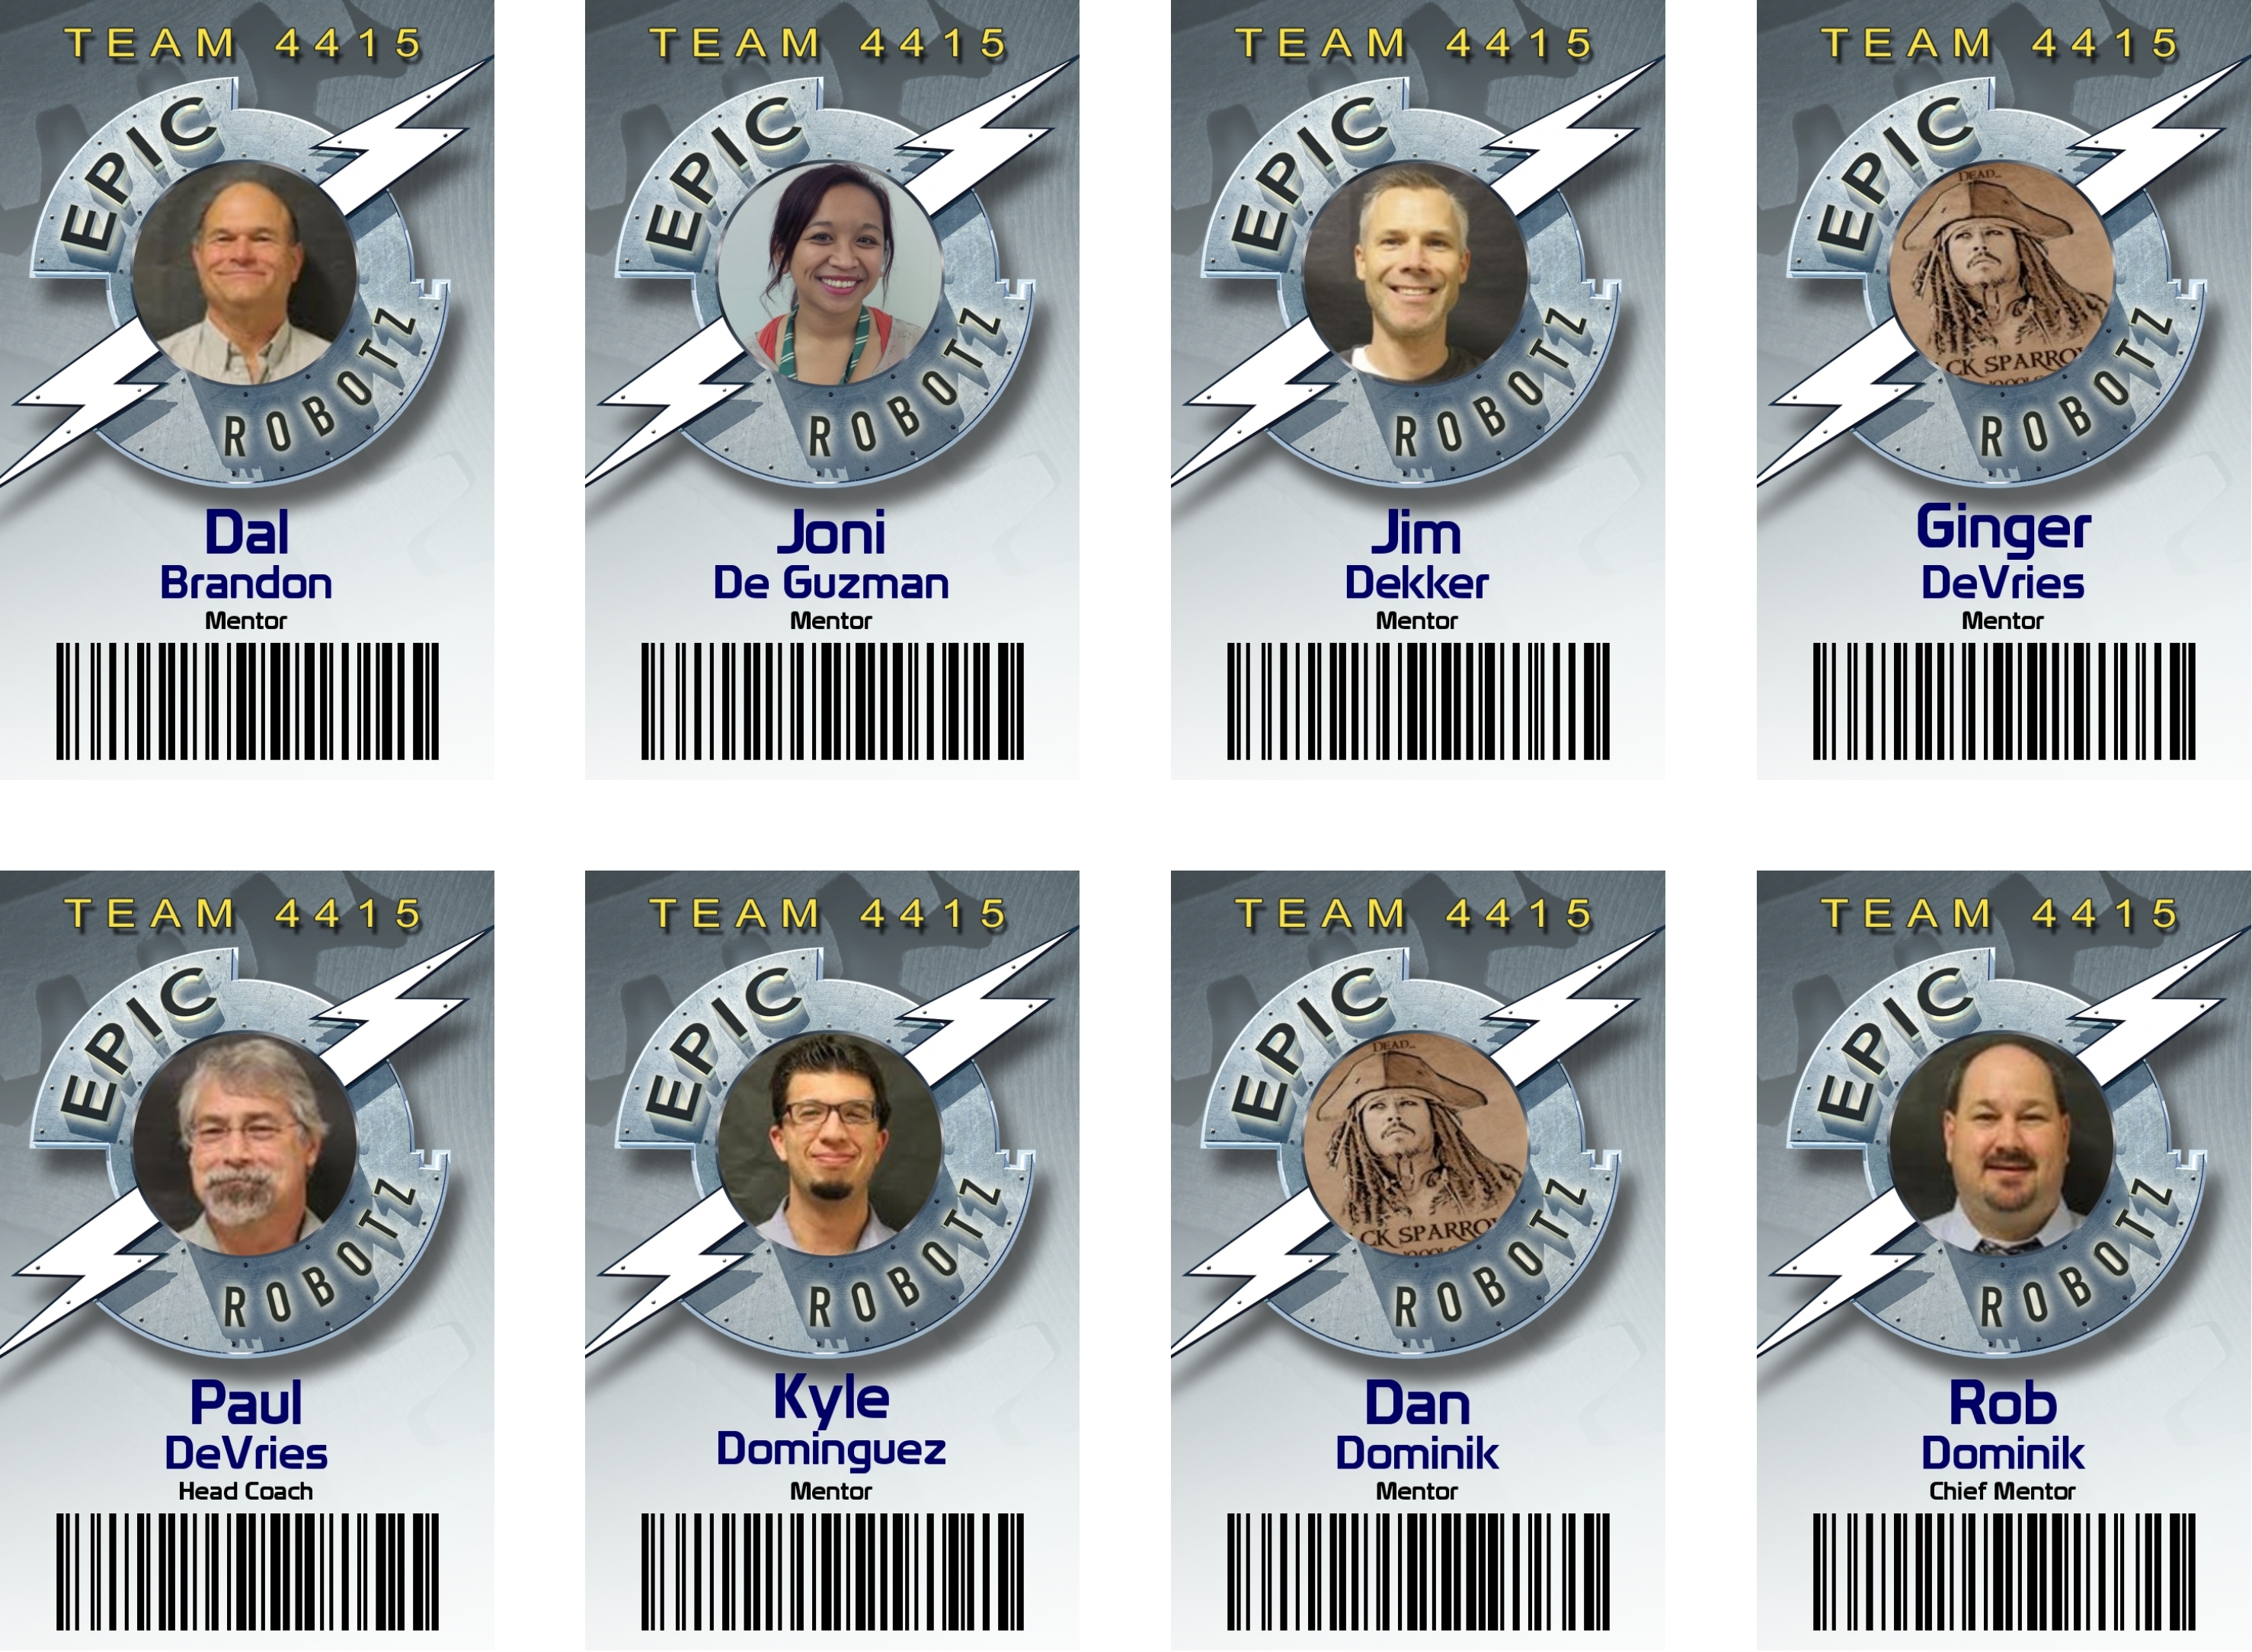 TEAM 4415
EPIC
ROBOTZ
Dal
Brandon
Mentor
TEAM 4415
EPIC
ROBOTZ
Joni
De Guzman
Mentor
TEAM 4415
EPIC
ROBOTZ
Jim
Dekker
Mentor
TEAM 4415
EPIC
DEAD...
CK SPARROW
ROBOTZ
Ginger
DeVries
Mentor
TEAM 4415
EPIC
ROBOTZ
Paul
DeVries
Head Coach
TEAM 4415
EPIC
ROBOTZ
Kyle
Dominguez
Mentor
TEAM 4415
EPIC
DEAD...
CK SPARROW
ROBOTZ
Dan
Dominik
Mentor
TEAM 4415
EPIC
ROBOTZ
Rob
Dominik
Chief Mentor